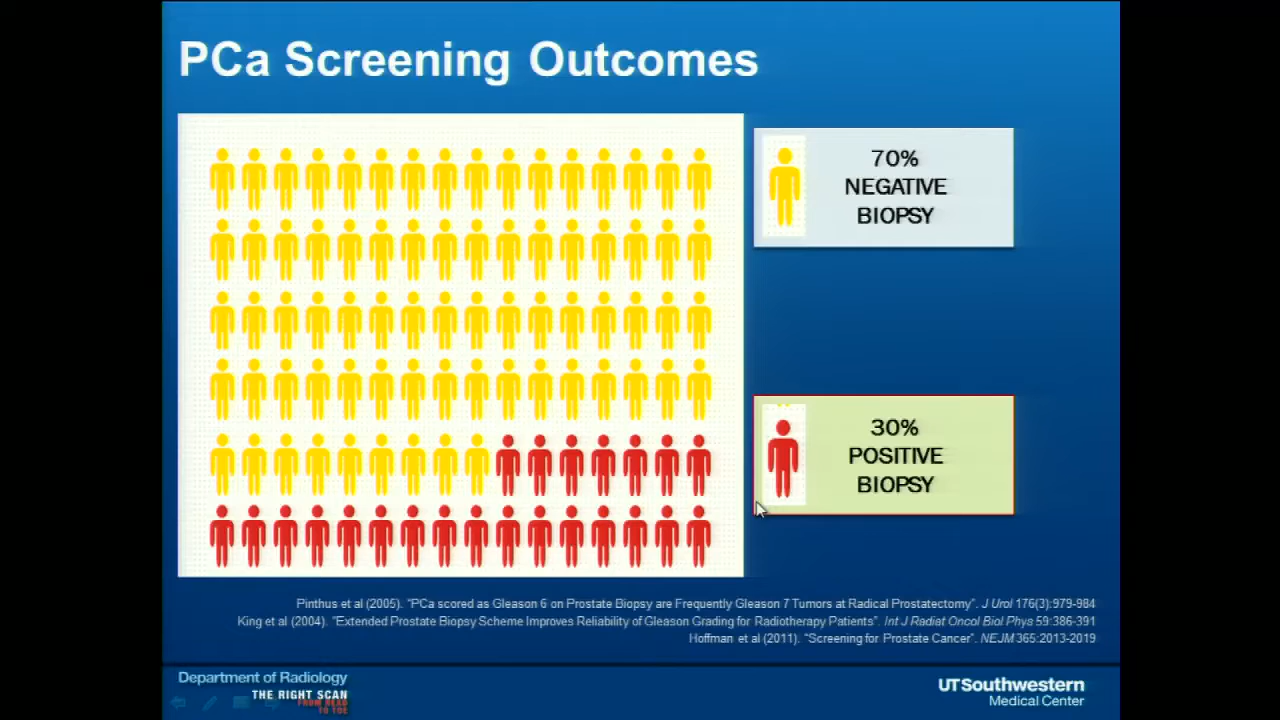 PCa Screening Outcomes
70%
NEGATIVE
BIOPSY
30%
POSITIVE
BIOPSY
Pinthus et al (2005). "PCa scored as Gleason 6 on Prostate Biopsy are Frequently Gleason 7 Tumors at Radical Prostatectomy". J Urol 176(3):979-984
King et al (2004). "Extended Prostate Biopsy Scheme Improves Reliability of Gleason Grading for Radiotherapy Patients". Int J Radiat Oncol Biol Phys 59:386-391
Hoffman et al (2011). "Screening for Prostate Cancer". NEJM 365:2013-2019
Department of Radiology
THE RIGHT SCAN
FROM HEAD
TO TOE
UTSouthwestern
Medical Center